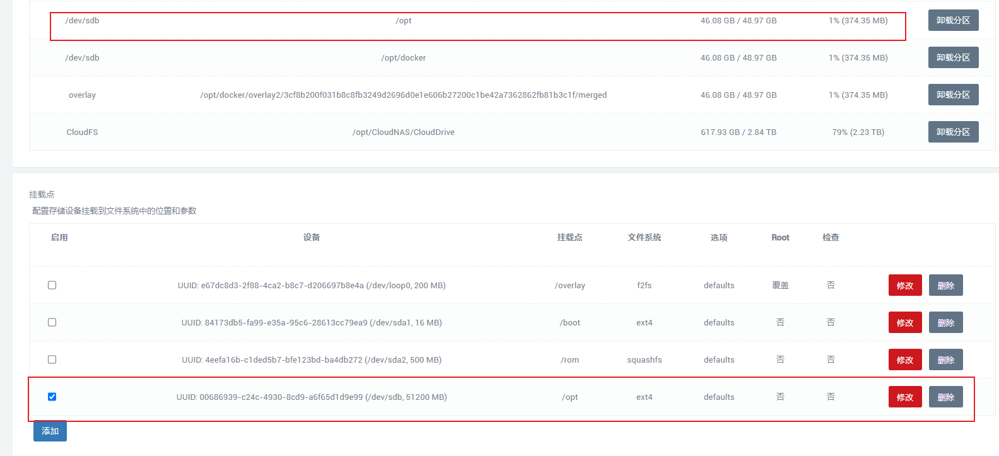 /dev/sdb /opt 46.08 GB / 48.97 GB 1% (374.35 MB) 卸载分区
/dev/sdb /opt/docker 46.08 GB / 48.97 GB 1% (374.35 MB) 卸载分区
overlay /opt/docker/overlay2/3cf8b200f031b8c8fb3249d2696d0e1e606b27200c1be42a7362862fb81b3c1f/merged 46.08 GB / 48.97 GB 1% (374.35 MB) 卸载分区
CloudFS /opt/CloudNAS/CloudDrive 617.93 GB / 2.84 TB 79% (2.23 TB) 卸载分区
挂载点
配置存储设备挂载到文件系统中的位置和参数
启用 设备 挂载点 文件系统 选项 Root 检查
UUID: e67dc8d3-2f88-4ca2-b8c7-d206697b8e4a (/dev/loop0, 200 MB) /overlay f2fs defaults 覆盖 否 修改 删除
UUID: 84173db5-fa99-e35a-95c6-28613cc79ea9 (/dev/sda1, 16 MB) /boot ext4 defaults 否 否 修改 删除
UUID: 4eefa16b-c1ded5b7-bfe123bd-ba4db272 (/dev/sda2, 500 MB) /rom squashfs defaults 否 否 修改 删除
UUID: 00686939-c24c-4930-8cd9-a6f65d1d9e99 (/dev/sdb, 51200 MB) /opt ext4 defaults 否 否 修改 删除
添加